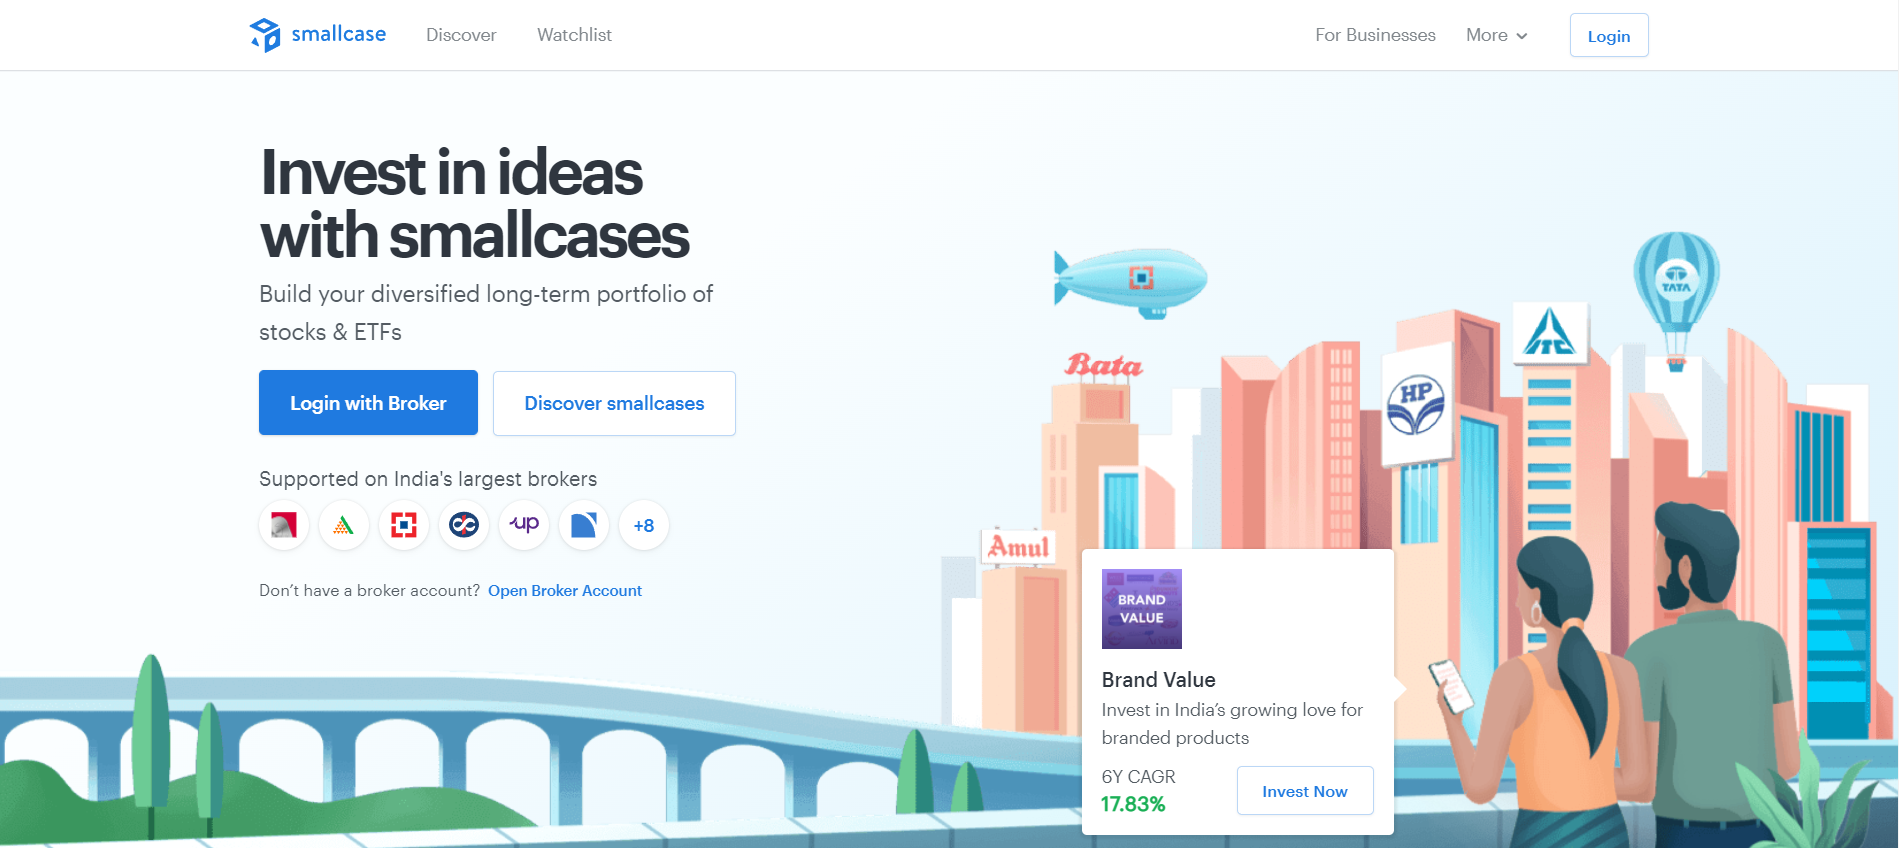 smallcase
Discover
Watchlist
For Businesses
More
Login
Invest in ideas
with smallcases
Build your diversified long-term portfolio of
stocks & ETFs
Login with Broker
Discover smallcases
Supported on India's largest brokers
up
+8
Don’t have a broker account? Open Broker Account
TATA
ITC
Bata
HP
Amul
BRAND
VALUE
Brand Value
Invest in India’s growing love for
branded products
6Y CAGR
17.83%
Invest Now